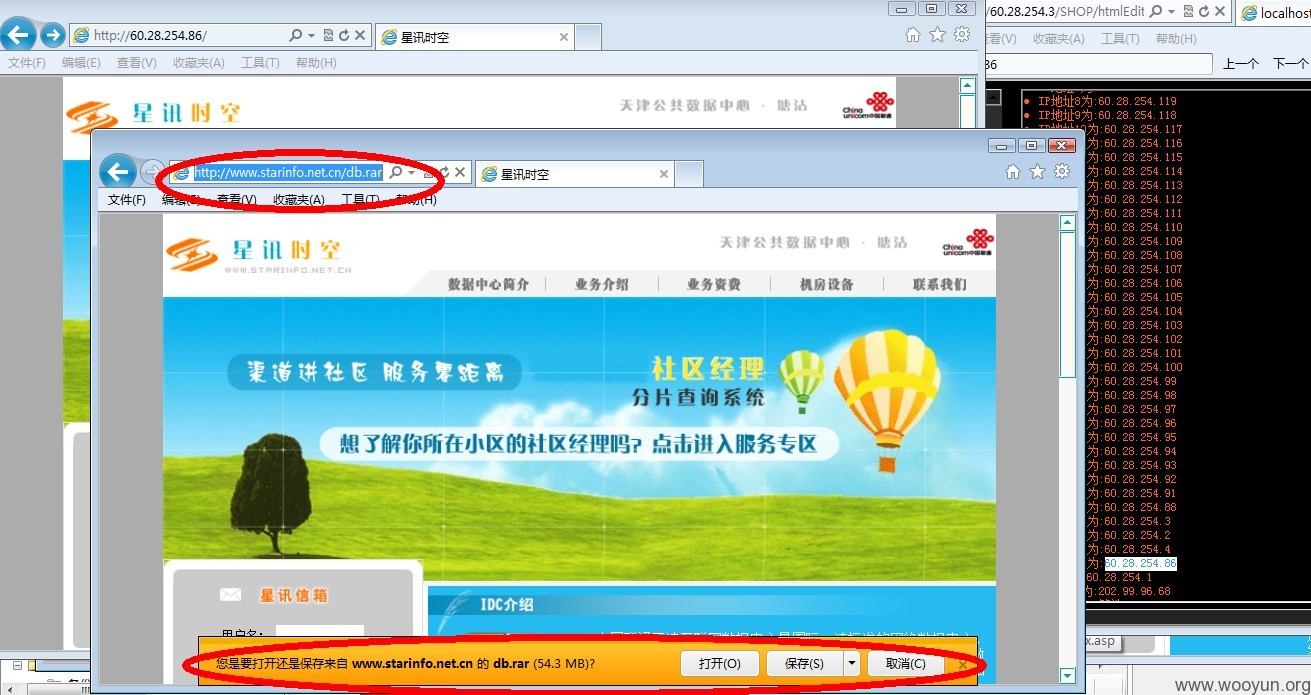 http://60.28.254.86/
星讯时空
/60.28.254.3/SHOP/htmlEdit
localhost
文件(F) 编辑(E) 查看(V) 收藏夹(A) 工具(T) 帮助(H)
查看(V) 收藏夹(A) 工具(T) 帮助(H)
86
上一个 下一个
星讯时空
天津公共数据中心 · 塘沽
China unicom中国联通
http://www.starinfo.net.cn/db.rar
星讯时空
文件(F) 编辑(E) 查看(V) 收藏夹(A) 工具(T) 帮助(H)
星讯时空
WWW.STARINFO.NET.CN
天津公共数据中心 · 塘沽
China unicom中国联通
数据中心简介 业务介绍 业务资费 机房设备 联系我们
渠道进社区 服务零距离
社区经理
分片查询系统
想了解你所在小区的社区经理吗？点击进入服务专区
星讯信箱
用户名：
IDC介绍
您是要打开还是保存来自 www.starinfo.net.cn 的 db.rar (54.3 MB)?
打开(O) 保存(S) 取消(C)
IP地址8为:60.28.254.119
IP地址9为:60.28.254.118
为:60.28.254.117
为:60.28.254.116
为:60.28.254.115
为:60.28.254.114
为:60.28.254.113
为:60.28.254.112
为:60.28.254.111
为:60.28.254.110
为:60.28.254.109
为:60.28.254.108
为:60.28.254.107
为:60.28.254.106
为:60.28.254.105
为:60.28.254.104
为:60.28.254.103
为:60.28.254.102
为:60.28.254.101
为:60.28.254.100
为:60.28.254.99
为:60.28.254.98
为:60.28.254.97
为:60.28.254.96
为:60.28.254.95
为:60.28.254.94
为:60.28.254.93
为:60.28.254.92
为:60.28.254.91
为:60.28.254.88
为:60.28.254.3
为:60.28.254.2
为:60.28.254.4
为:60.28.254.86
60.28.254.1
为:202.99.96.68
x.asp
www.wooyun.org